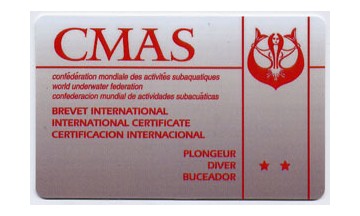 CMAS
confédération mondiale des activités subaquatiques
world underwater federation
confederacion mundial de actividades subacuáticas
BREVET INTERNATIONAL
INTERNATIONAL CERTIFICATE
CERTIFICACION INTERNACIONAL
PLONGEUR
DIVER
BUCEADOR